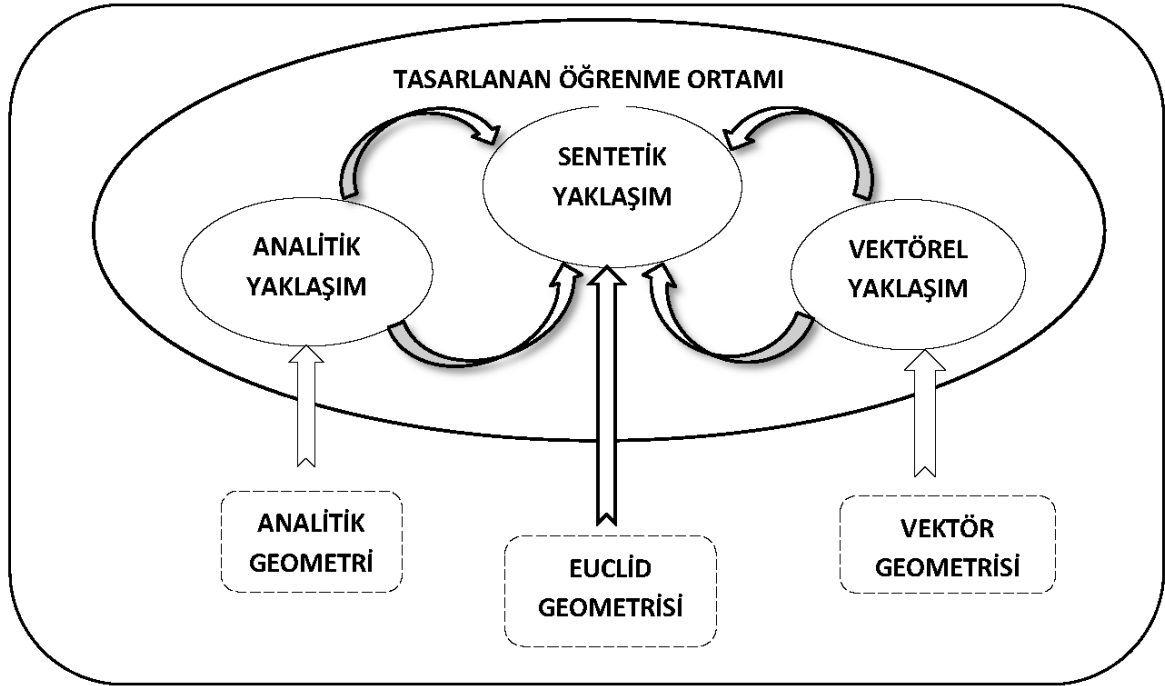 TASARLANAN ÖĞRENME ORTAMI
SENTETİK
YAKLAŞIM
ANALİTİK
YAKLAŞIM
VEKTÖREL
YAKLAŞIM
ANALİTİK
GEOMETRİ
EUCLİD
GEOMETRİSİ
VEKTÖR
GEOMETRİSİ